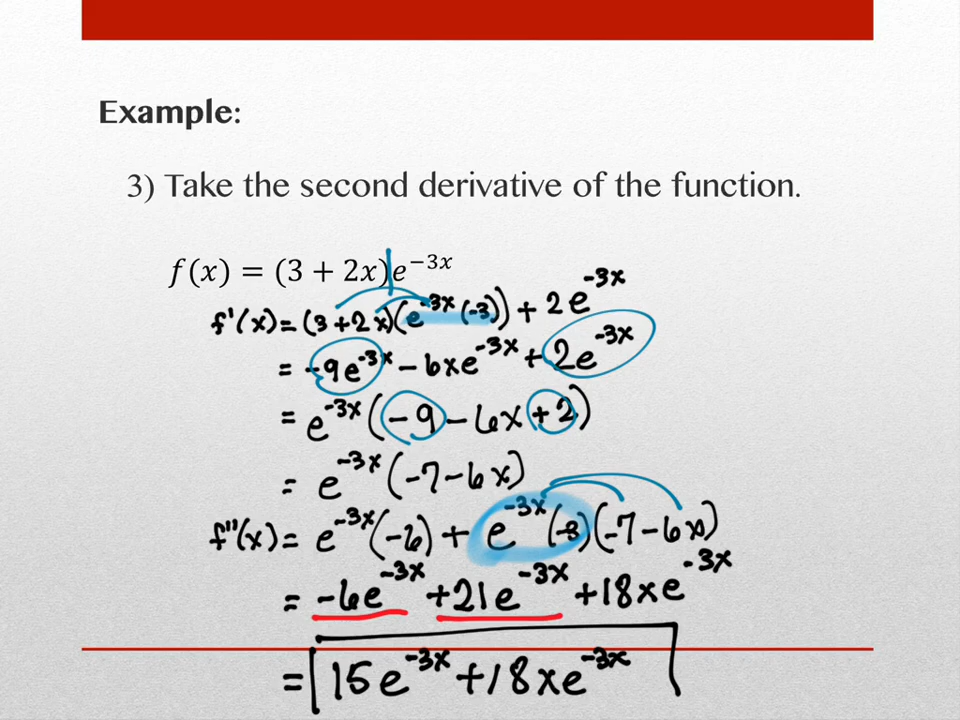 Example:
3) Take the second derivative of the function.
f(x) = (3 + 2x)e^{-3x}
f'(x) = (3 + 2x)(e^{-3x}(-3)) + 2e^{-3x}
= -9e^{-3x} - 6xe^{-3x} + 2e^{-3x}
= e^{-3x}(-9 - 6x + 2)
= e^{-3x}(-7 - 6x)
f''(x) = e^{-3x}(-6) + e^{-3x}(-3)(-7 - 6x)
= -6e^{-3x} + 21e^{-3x} + 18xe^{-3x}
= 15e^{-3x} + 18xe^{-3x}